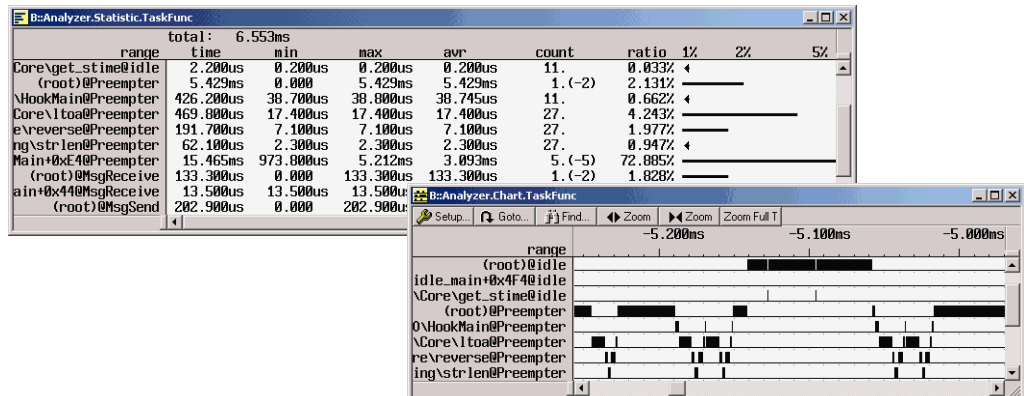 B::Analyzer.Statistic.TaskFunc
total: 6.553ms
range time min max avr count ratio 1% 2% 5%
Core\get_stime@idle 2.200us 0.200us 0.200us 0.200us 11. 0.033%
(root)@Preempter 5.429ms 0.000 5.429ms 5.429ms 1.(-2) 2.131%
\HookMain@Preempter 426.200us 38.700us 38.800us 38.745us 11. 0.662%
Core\ltoa@Preempter 469.800us 17.400us 17.400us 17.400us 27. 4.243%
e\reverse@Preempter 191.700us 7.100us 7.100us 7.100us 27. 1.977%
ng\strlen@Preempter 62.100us 2.300us 2.300us 2.300us 27. 0.947%
Main+0xE4@Preempter 15.465ms 973.800us 5.212ms 3.093ms 5.(-5) 72.885%
(root)@MsgReceive 133.300us 0.000 133.300us 133.300us 1.(-2) 1.828%
ain+0x44@MsgReceive 13.500us 13.500us 13.500u
(root)@MsgSend 202.900us 0.000 202.900u
B::Analyzer.Chart.TaskFunc
Setup... Goto... Find... Zoom Zoom Zoom Full T
-5.200ms -5.100ms -5.000ms
range
(root)@idle
idle_main+0x4F4@idle
\Core\get_stime@idle
(root)@Preempter
O\HookMain@Preempter
\Core\ltoa@Preempter
re\reverse@Preempter
ing\strlen@Preempter